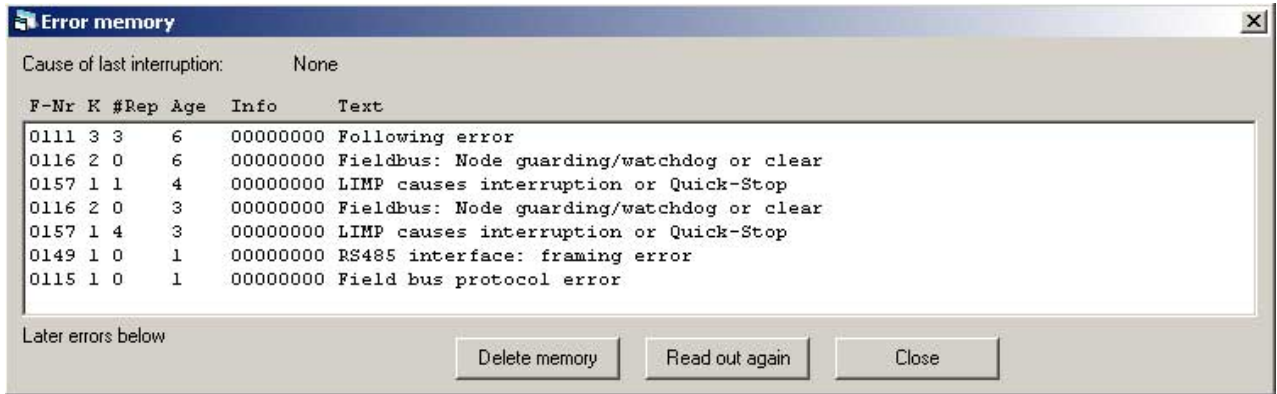 Error memory
Cause of last interruption: None
F-Nr K #Rep Age Info Text
0111 3 3 6 00000000 Following error
0116 2 0 6 00000000 Fieldbus: Node guarding/watchdog or clear
0157 1 1 4 00000000 LIMP causes interruption or Quick-Stop
0116 2 0 3 00000000 Fieldbus: Node guarding/watchdog or clear
0157 1 4 3 00000000 LIMP causes interruption or Quick-Stop
0149 1 0 1 00000000 RS485 interface: framing error
0115 1 0 1 00000000 Field bus protocol error
Later errors below
Delete memory Read out again Close